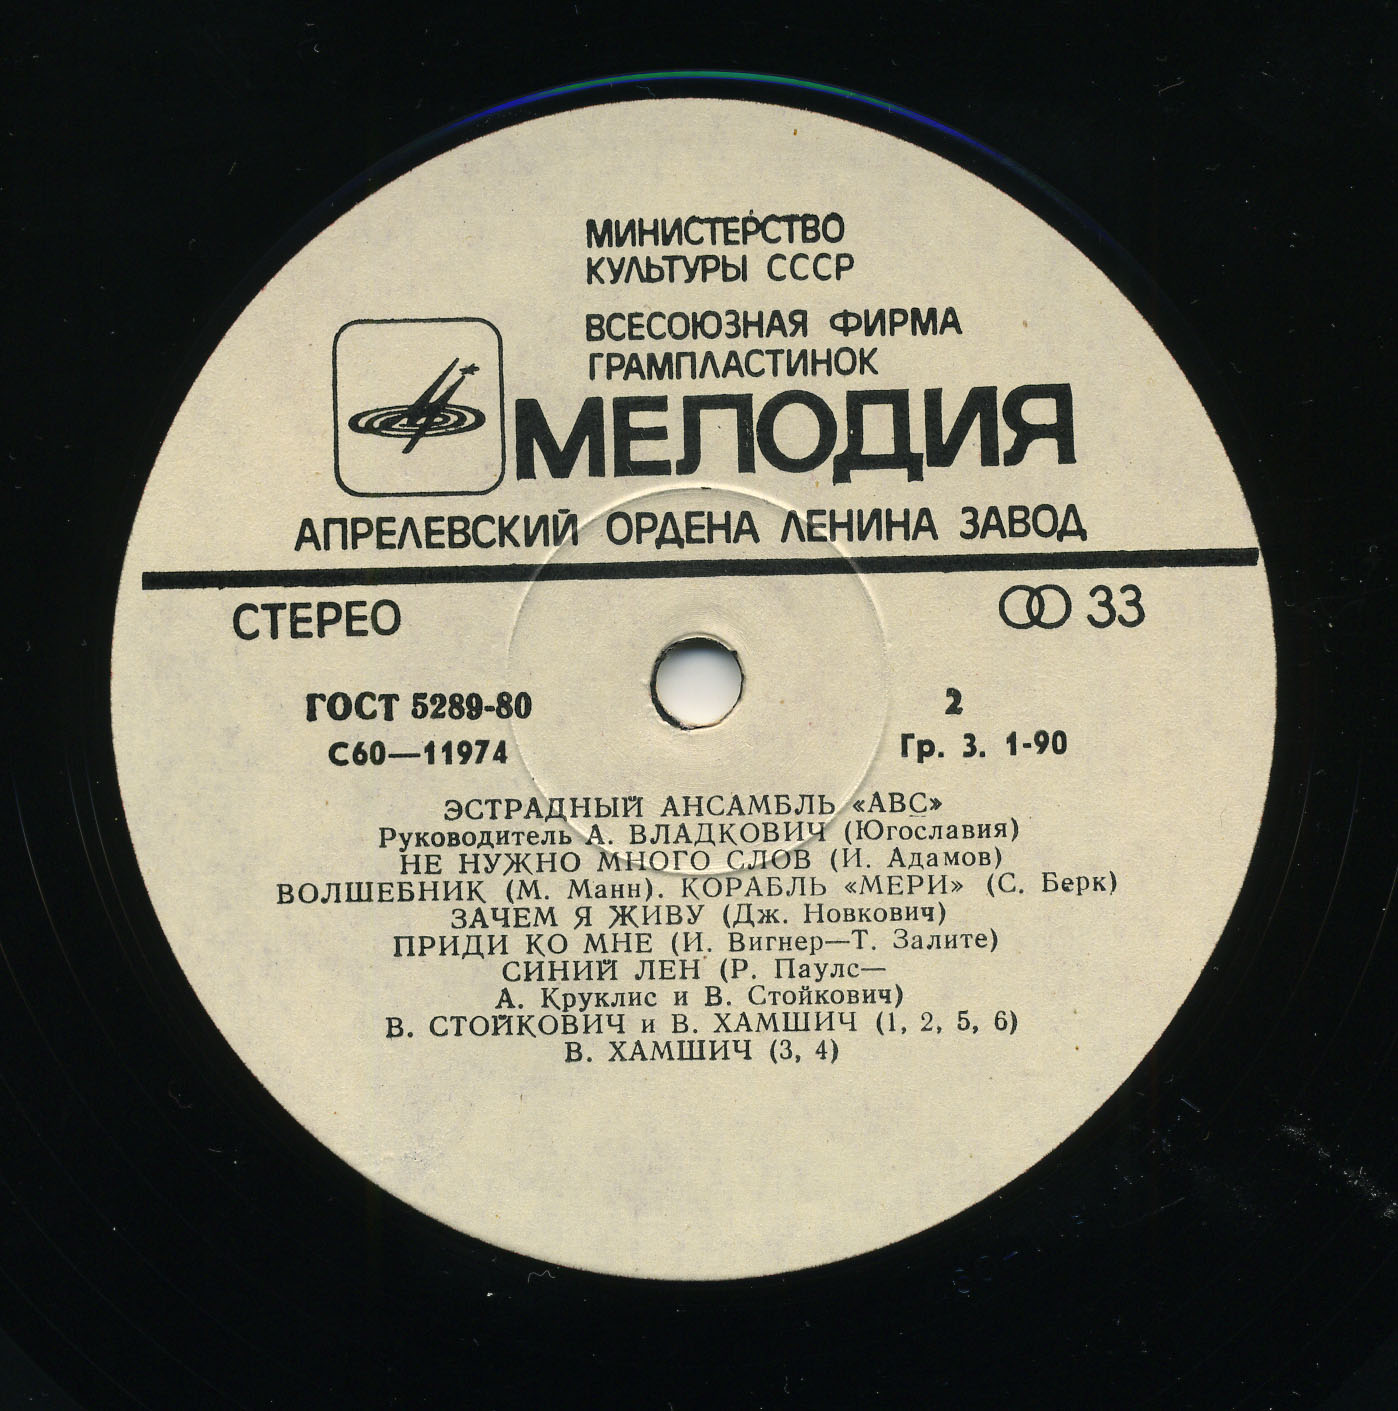 МИНИСТЕРСТВО
КУЛЬТУРЫ СССР
ВСЕСОЮЗНАЯ ФИРМА
ГРАМПЛАСТИНОК
МЕЛОДИЯ
АПРЕЛЕВСКИЙ ОРДЕНА ЛЕНИНА ЗАВОД
СТЕРЕО
33
ГОСТ 5289-80
2
С60—11974
Гр. 3. 1-90
ЭСТРАДНЫЙ АНСАМБЛЬ «АВС»
Руководитель А. ВЛАДКОВИЧ (Югославия)
НЕ НУЖНО МНОГО СЛОВ (И. Адамов)
ВОЛШЕБНИК (М. Манн). КОРАБЛЬ «МЕРИ» (С. Берк)
ЗАЧЕМ Я ЖИВУ (Дж. Новкович)
ПРИДИ КО МНЕ (И. Вигнер—Т. Залите)
СИНИЙ ЛЕН (Р. Паулс—
А. Круклис и В. Стойкович)
В. СТОЙКОВИЧ и В. ХАМШИЧ (1, 2, 5, 6)
В. ХАМШИЧ (3, 4)